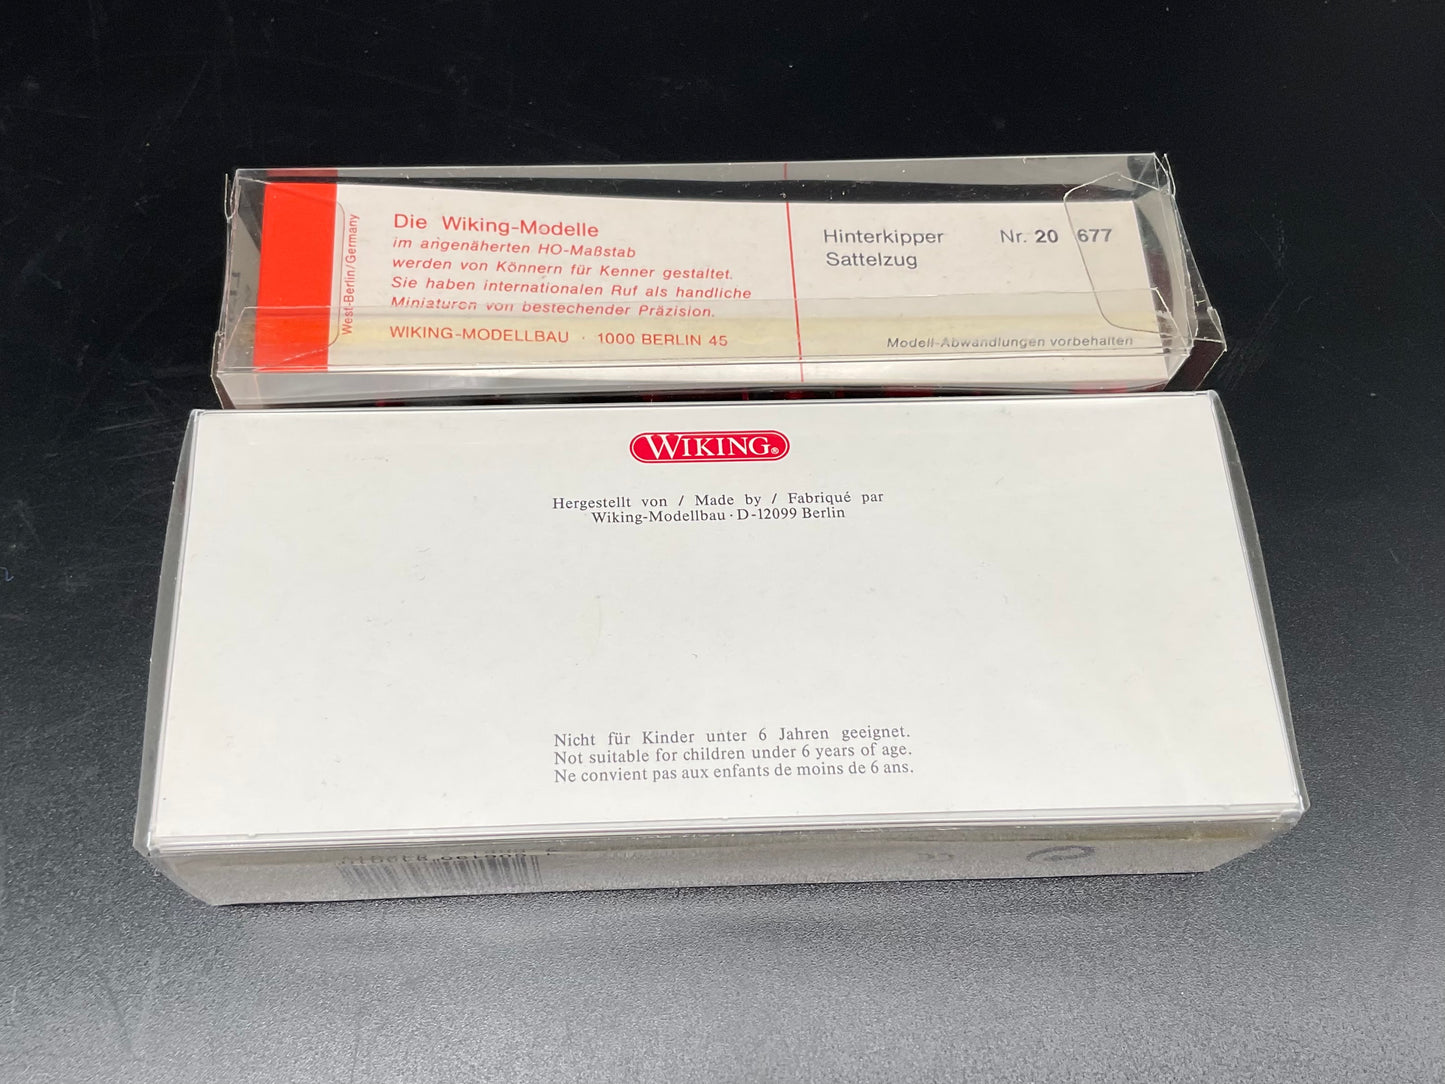 West-Berlin/Germany
Die Wiking-Modelle
im angenäherten HO-Maßstab
werden von Könnern für Kenner gestaltet.
Sie haben internationalen Ruf als handliche
Miniaturen von bestechender Präzision.
WIKING-MODELLBAU · 1000 BERLIN 45
Hinterkipper Nr. 20 677
Sattelzug
Modell-Abwandlungen vorbehalten
WIKING®
Hergestellt von / Made by / Fabriqué par
Wiking-Modellbau · D-12099 Berlin
Nicht für Kinder unter 6 Jahren geeignet.
Not suitable for children under 6 years of age.
Ne convient pas aux enfants de moins de 6 ans.